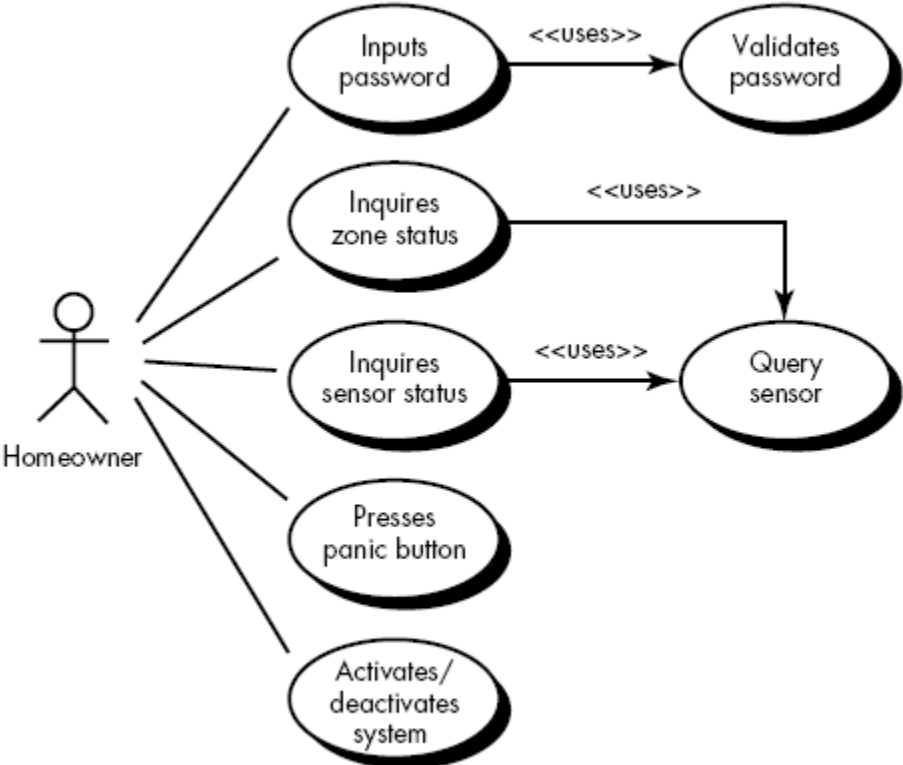 Inputs
password
<<uses>>
Validates
password
Inquires
zone status
<<uses>>
Inquires
sensor status
<<uses>>
Query
sensor
Homeowner
Presses
panic button
Activates/
deactivates
system